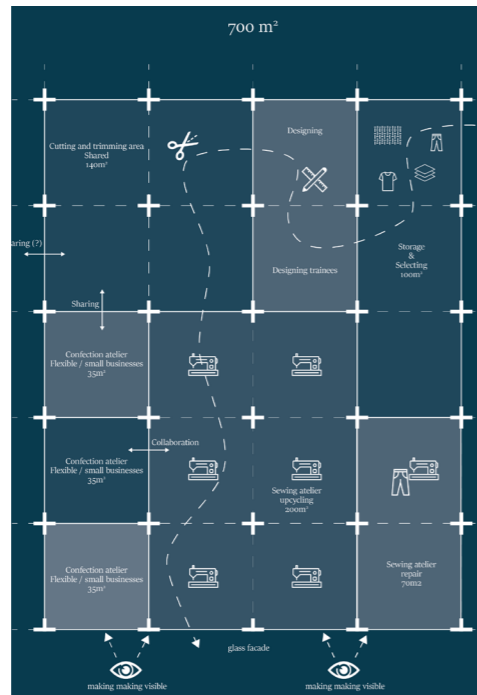 700 m²
Designing
Cutting and trimming area
Shared
140m²
aring (?)
Storage
&
Selecting
100m²
Designing trainees
Sharing
Confection atelier
Flexible / small businesses
35m²
Collaboration
Confection atelier
Flexible / small businesses
35m²
Sewing atelier
upcycling
200m²
Confection atelier
Flexible / small businesses
35m²
Sewing atelier
repair
70m2
glass facade
making making visible
making making visible